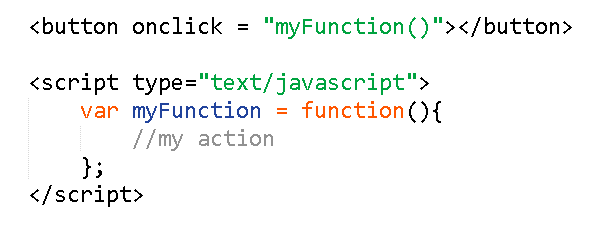 <button onclick = "myFunction()"></button>
<script type="text/javascript">
var myFunction = function(){
//my action
};
</script>